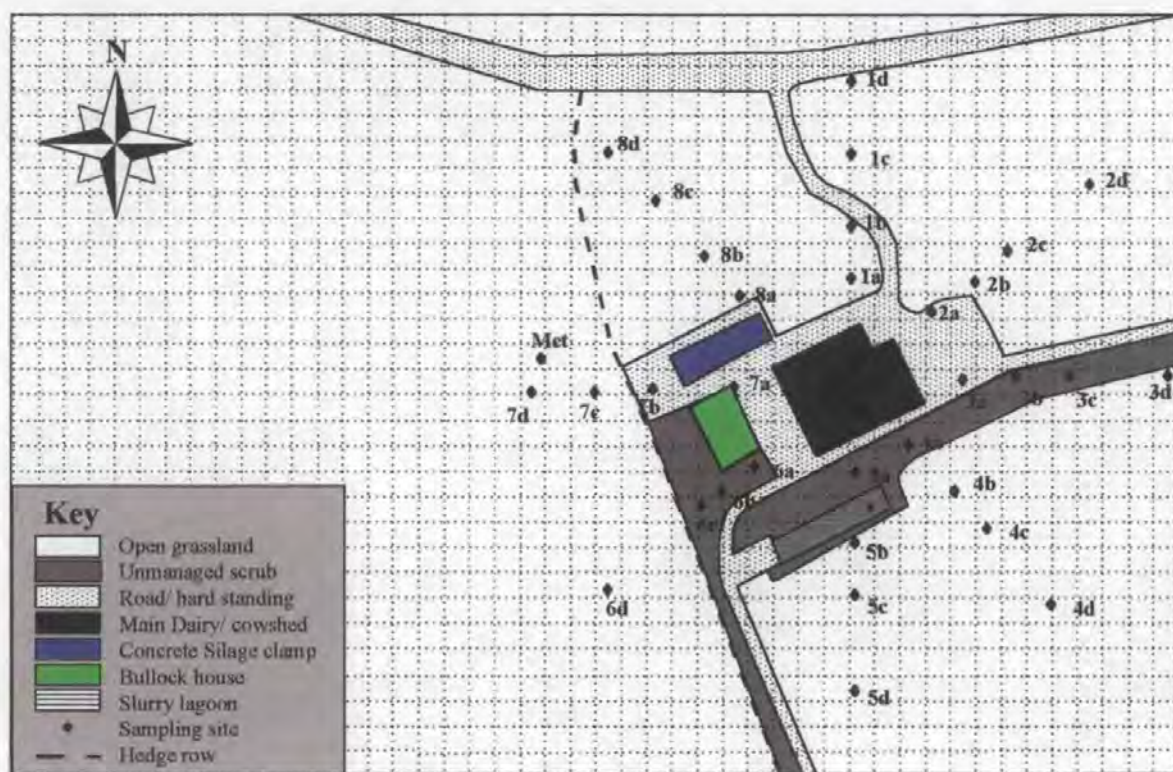 N
1d
8d
1c
2d
8c
1b
2c
8b
1a
2b
8a
2a
Met
7a
7d
7c
3c
3d
6a
4b
4c
5b
6d
5c
4d
5d
Key
Open grassland
Unmanaged scrub
Road/ hard standing
Main Dairy/ cowshed
Concrete Silage clamp
Bullock house
Slurry lagoon
Sampling site
Hedge row